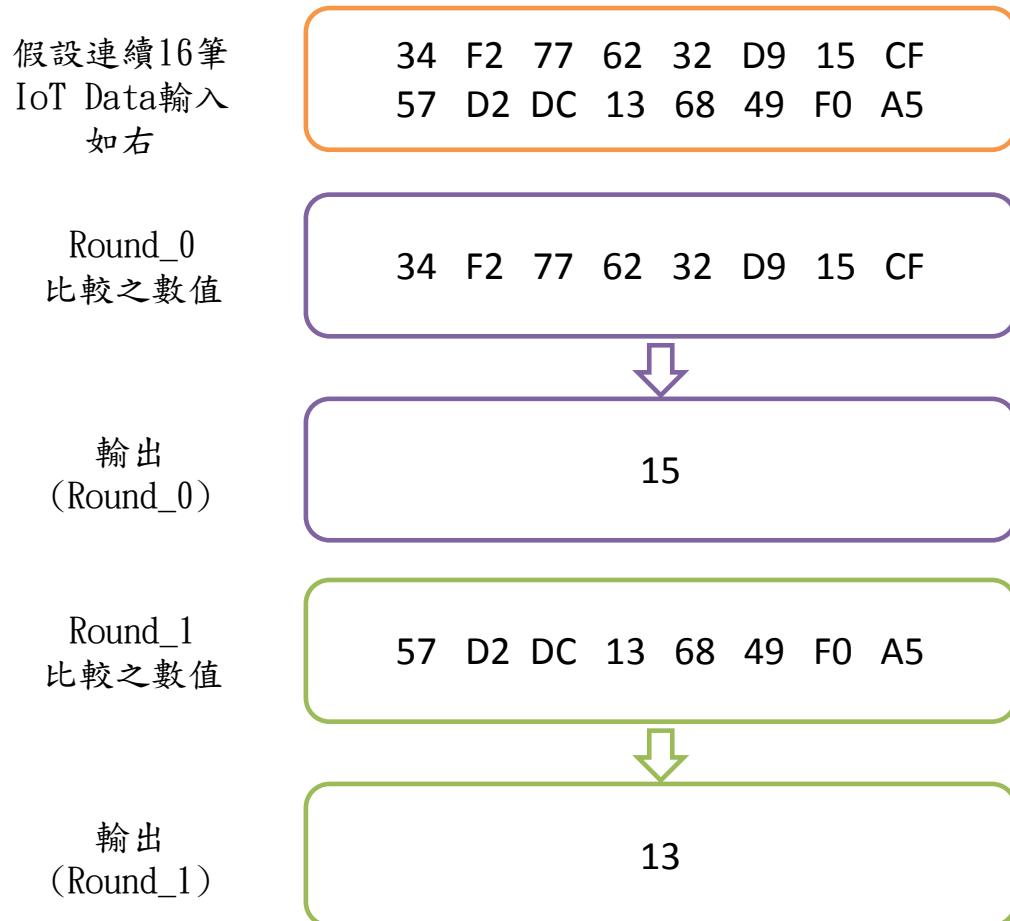 假設連續16筆
IoT Data輸入
如右
34 F2 77 62 32 D9 15 CF
57 D2 DC 13 68 49 F0 A5
Round_0
比較之數值
34 F2 77 62 32 D9 15 CF
輸出
(Round_0)
15
Round_1
比較之數值
57 D2 DC 13 68 49 F0 A5
輸出
(Round_1)
13